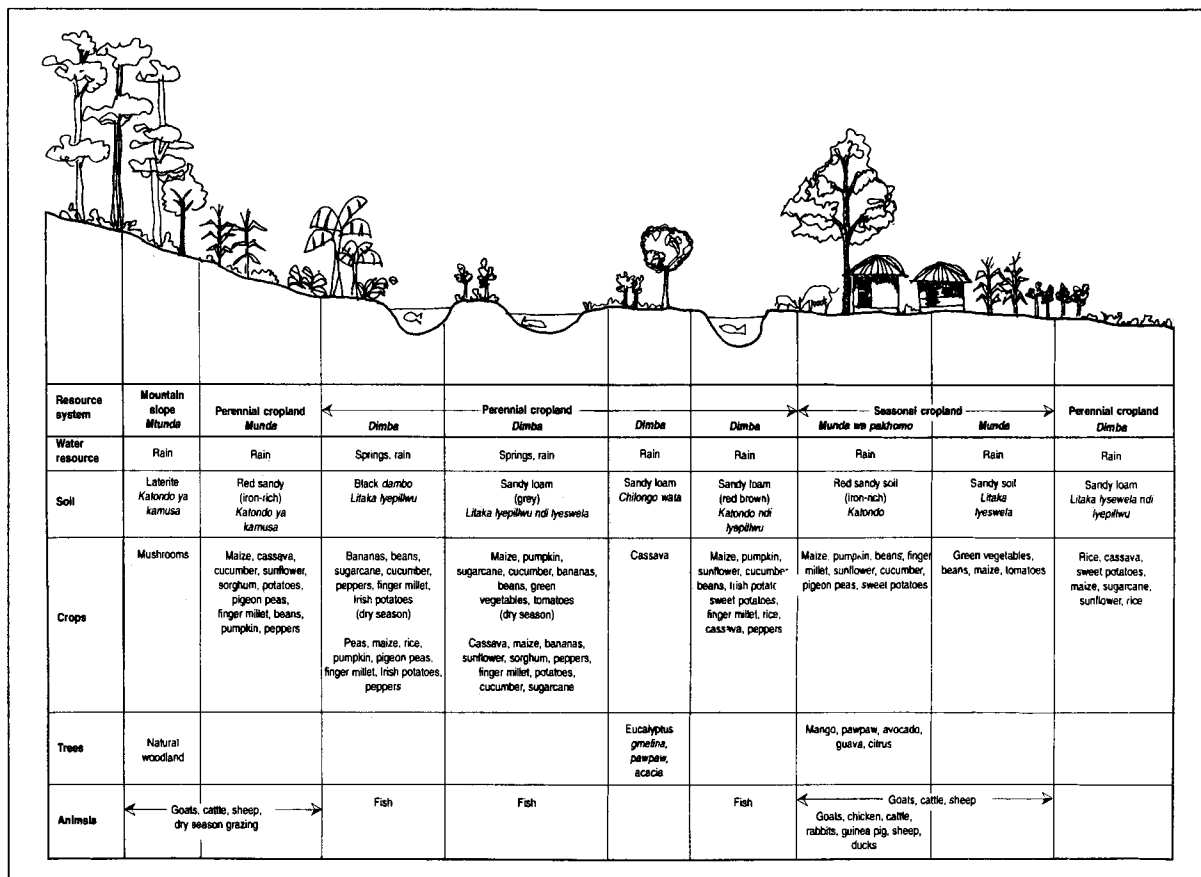 Resource
system
Mountain
slope
Mtunda
Perennial cropland
Munda
Perennial cropland
Dimba
Dimba
Dimba
Dimba
Seasonal cropland
Munda wa pakhomo
Munda
Perennial cropland
Dimba
Water
resource
Rain
Rain
Springs, rain
Springs, rain
Rain
Rain
Rain
Rain
Rain
Soil
Laterite
Katondo ya
kamusa
Red sandy
(iron-rich)
Katondo ya
kamusa
Black dambo
Litaka lyepiliwu
Sandy loam
(grey)
Litaka lyepiliwu ndi lyeswela
Sandy loam
Chilongo wata
Sandy loam
(red brown)
Katondo ndi
lyepiliwu
Red sandy soil
(iron-rich)
Katondo
Sandy soil
Litaka
lyeswela
Sandy loam
Litaka lysewela ndi
lyepiliwu
Crops
Mushrooms
Maize, cassava,
cucumber, sunflower,
sorghum, potatoes,
pigeon peas,
finger millet, beans,
pumpkin, peppers
Bananas, beans,
sugarcane, cucumber,
peppers, finger millet,
Irish potatoes
(dry season)
Peas, maize, rice,
pumpkin, pigeon peas,
finger millet, Irish potatoes,
peppers
Maize, pumpkin,
sugarcane, cucumber, bananas,
beans, green
vegetables, tomatoes
(dry season)
Cassava, maize, bananas,
sunflower, sorghum, peppers,
finger millet, potatoes,
cucumber, sugarcane
Cassava
Maize, pumpkin,
sunflower, cucumber
beans, Irish potato
sweet potatoes,
finger millet, rice,
cassava, peppers
Maize, pumpkin, beans, finger
millet, sunflower, cucumber,
pigeon peas, sweet potatoes
Green vegetables,
beans, maize, tomatoes
Rice, cassava,
sweet potatoes,
maize, sugarcane,
sunflower, rice
Trees
Natural
woodland
Eucalyptus
gmelina,
pawpaw,
acacia
Mango, pawpaw, avocado,
guava, citrus
Animals
Goats, cattle, sheep,
dry season grazing
Fish
Fish
Fish
Goats, cattle, sheep
Goats, chicken, cattle,
rabbits, guinea pig, sheep,
ducks